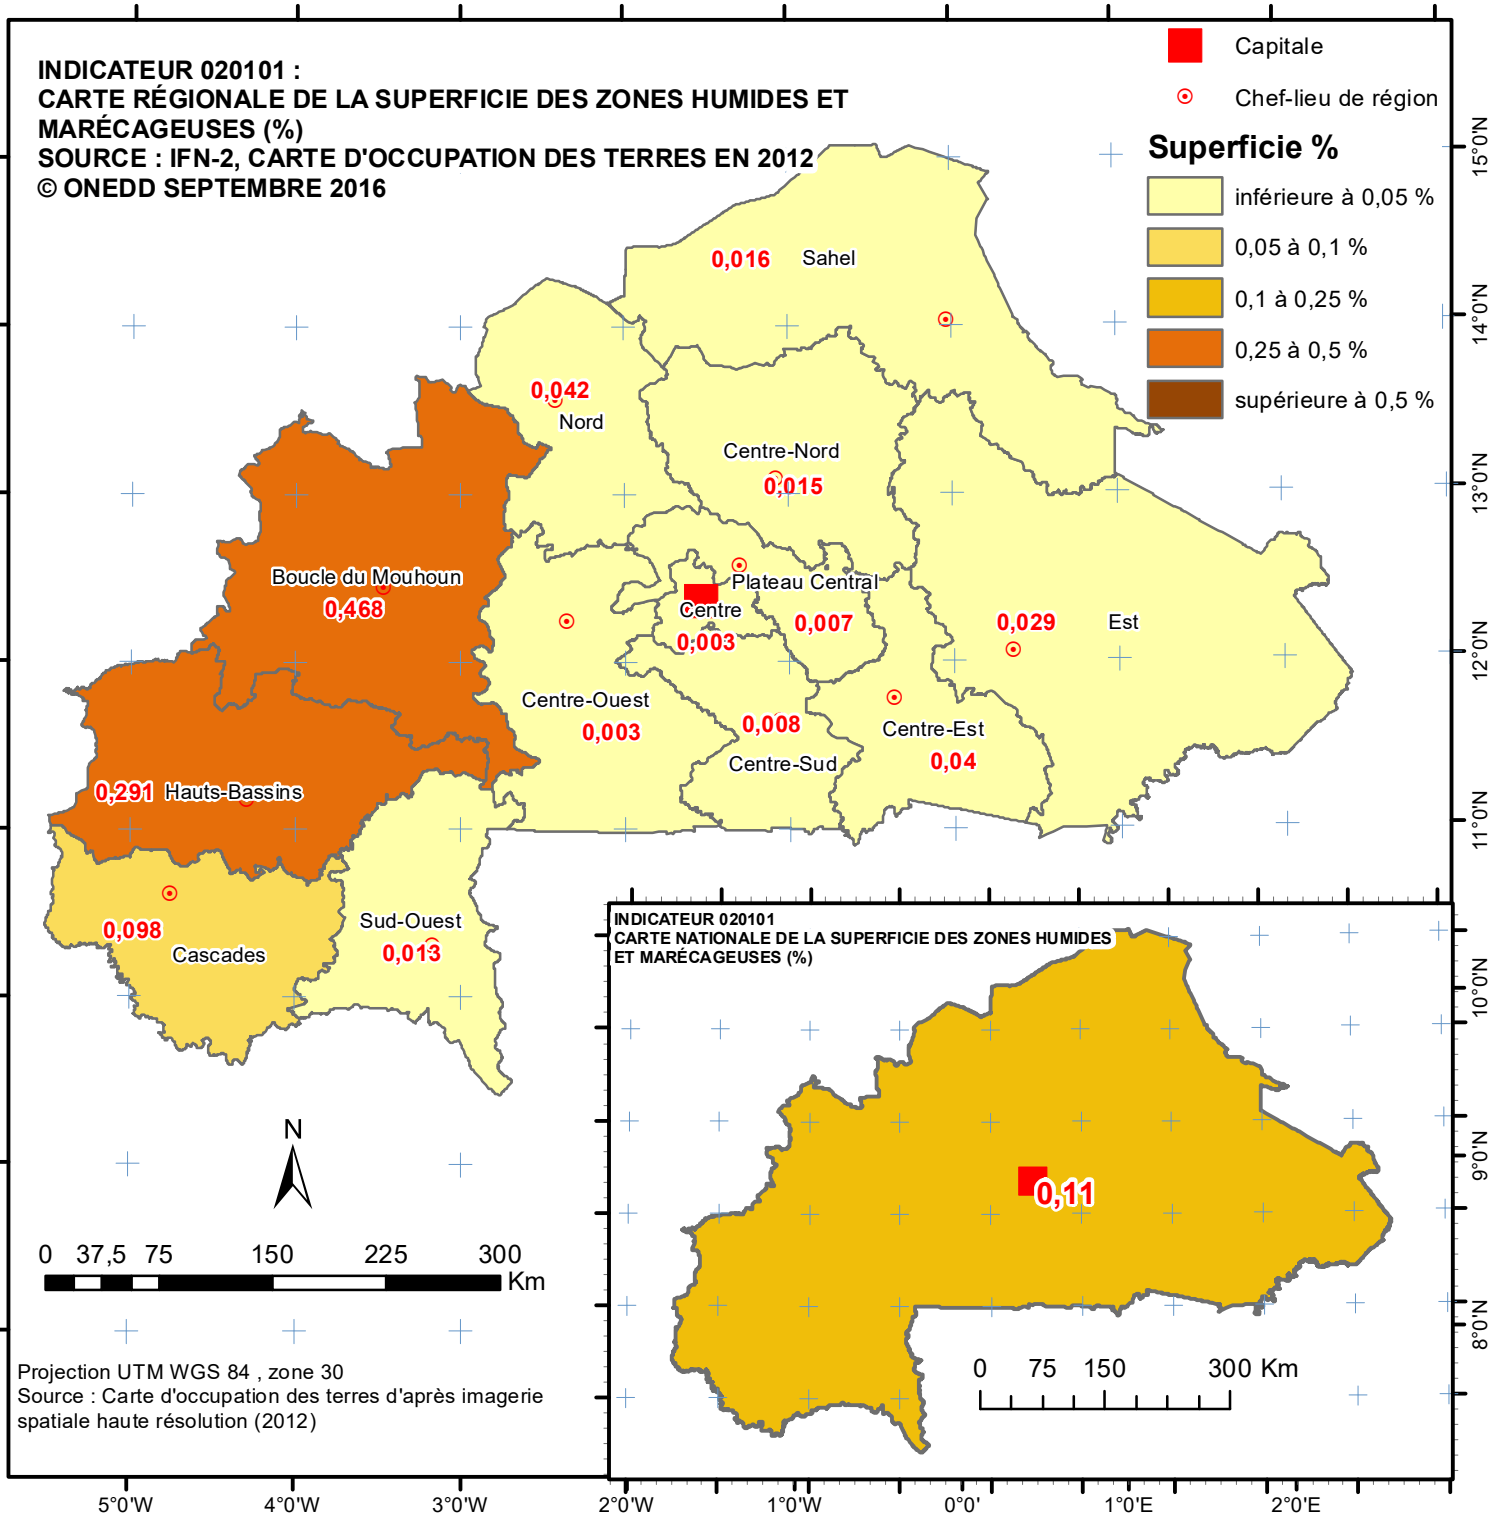 INDICATEUR 020101 :
CARTE RÉGIONALE DE LA SUPERFICIE DES ZONES HUMIDES ET
MARÉCAGEUSES (%)
SOURCE : IFN-2, CARTE D'OCCUPATION DES TERRES EN 2012
© ONEDD SEPTEMBRE 2016
Capitale
Chef-lieu de région
Superficie %
inférieure à 0,05 %
0,05 à 0,1 %
0,1 à 0,25 %
0,25 à 0,5 %
supérieure à 0,5 %
0,016 Sahel
0,042
Nord
Centre-Nord
0,015
Boucle du Mouhoun
0,468
Plateau Central
0,007
Centre
0,003
0,029 Est
Centre-Ouest
0,003
0,008
Centre-Sud
Centre-Est
0,04
0,291 Hauts-Bassins
0,098
Cascades
Sud-Ouest
0,013
N
0 37,5 75 150 225 300
Km
Projection UTM WGS 84 , zone 30
Source : Carte d'occupation des terres d'après imagerie
spatiale haute résolution (2012)
INDICATEUR 020101
CARTE NATIONALE DE LA SUPERFICIE DES ZONES HUMIDES
ET MARÉCAGEUSES (%)
0,11
0 75 150 300 Km
15°0'N
14°0'N
13°0'N
12°0'N
11°0'N
10°0'N
9°0'N
8°0'N
5°0'W 4°0'W 3°0'W 2°0'W 1°0'W 0°0' 1°0'E 2°0'E